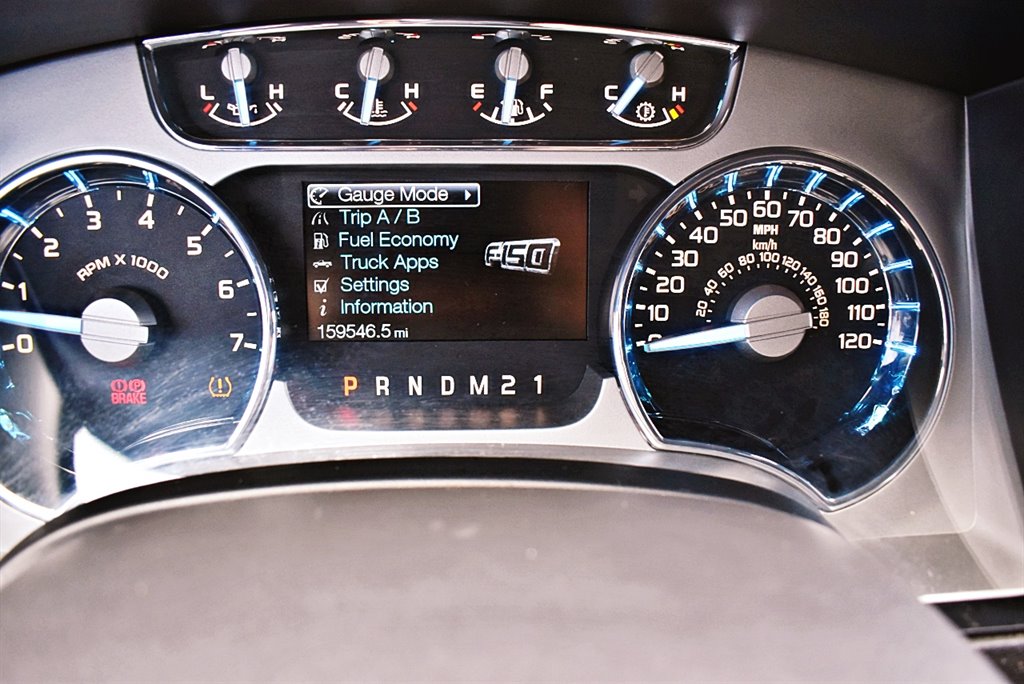 L H C H E F C H
Gauge Mode
Trip A / B
Fuel Economy
Truck Apps
Settings
Information
159546.5 mi
F-150
P R N D M 2 1
0 1 2 3 4 5 6 7
RPM X 1000
BRAKE
10 20 30 40 50 60 70 80 90 100 110 120
MPH
km/h
20 40 60 80 100 120 140 160 180